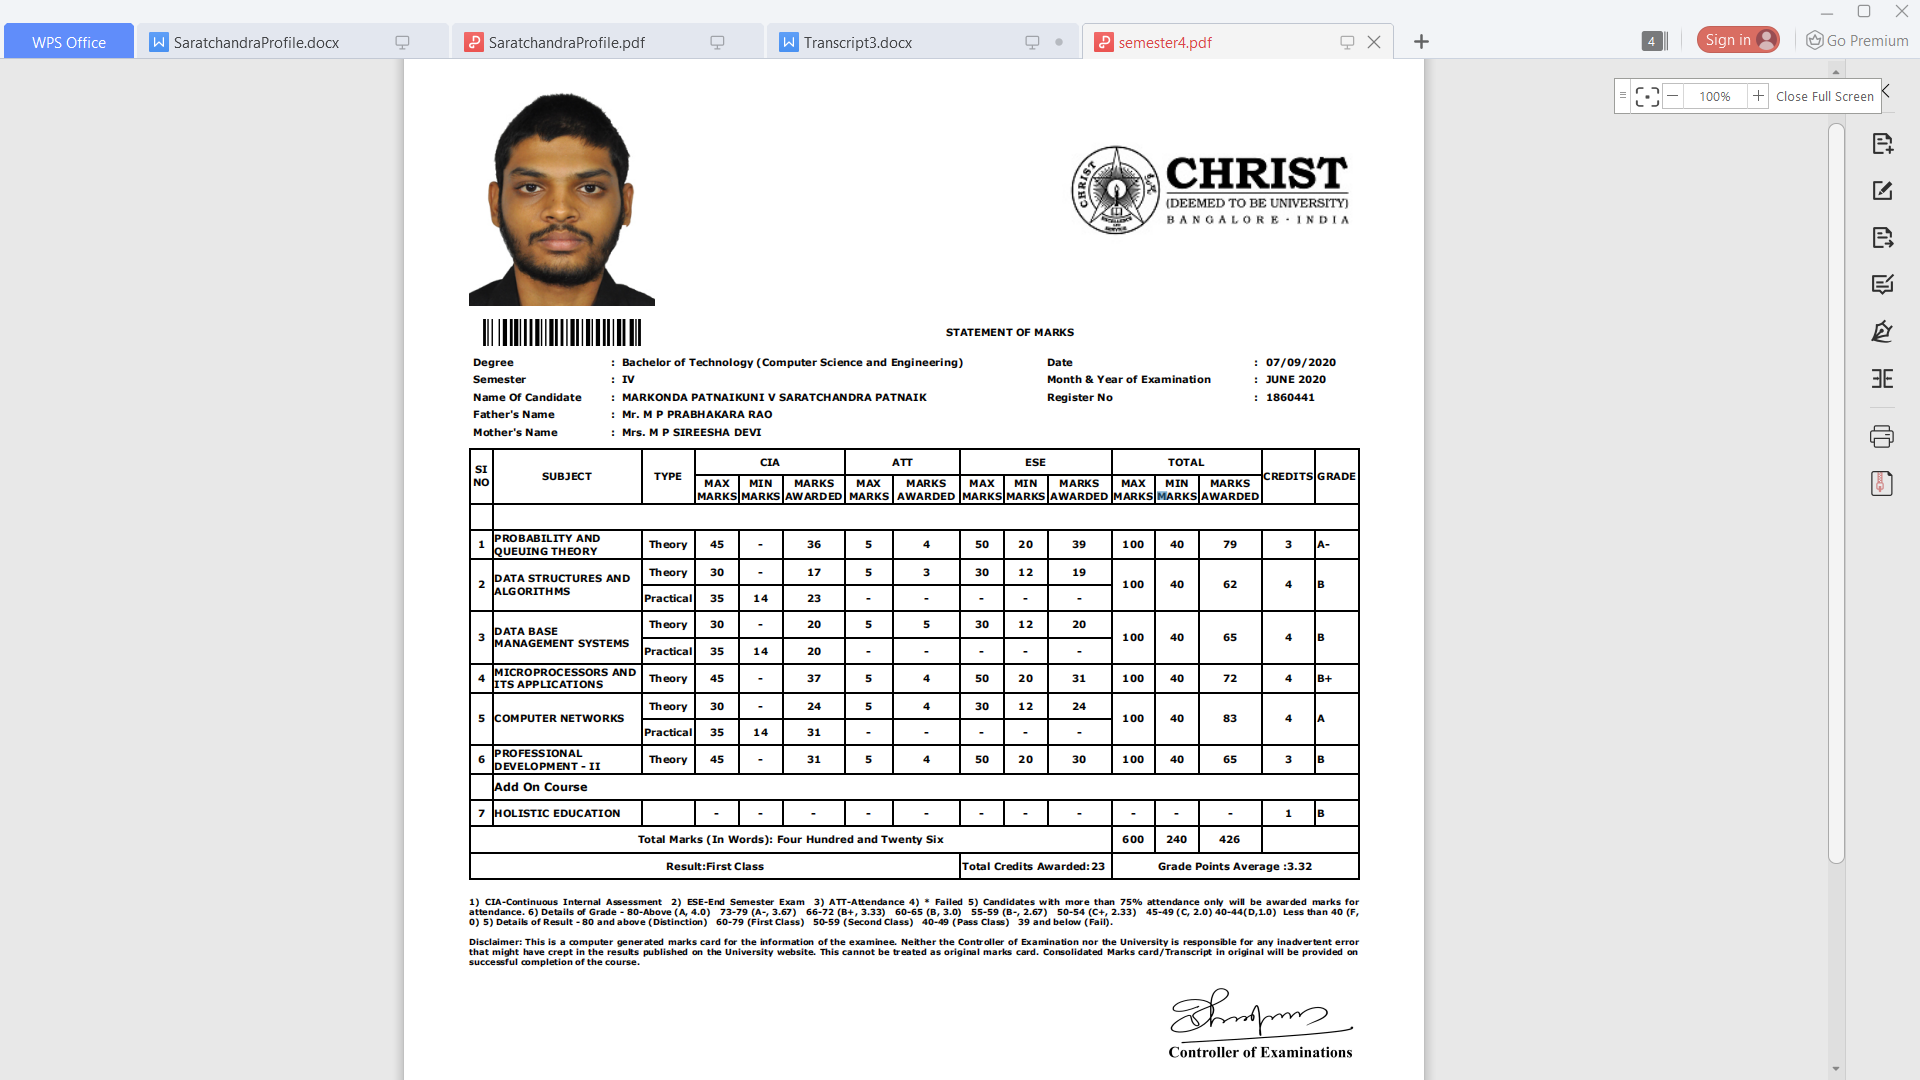 WPS Office
SaratchandraProfile.docx
SaratchandraProfile.pdf
Transcript3.docx
semester4.pdf
4
Sign in
Go Premium
100%
Close Full Screen
CHRIST
CHRIST
(DEEMED TO BE UNIVERSITY)
BANGALORE · INDIA
STATEMENT OF MARKS
Degree : Bachelor of Technology (Computer Science and Engineering) Date : 07/09/2020
Semester : IV Month & Year of Examination : JUNE 2020
Name Of Candidate : MARKONDA PATNAIKUNI V SARATCHANDRA PATNAIK Register No : 1860441
Father's Name : Mr. M P PRABHAKARA RAO
Mother's Name : Mrs. M P SIREESHA DEVI
SI NO SUBJECT TYPE CIA ATT ESE TOTAL CREDITS GRADE
MAX MARKS MIN MARKS MARKS AWARDED MAX MARKS MARKS AWARDED MAX MARKS MIN MARKS MARKS AWARDED MAX MARKS MIN MARKS MARKS AWARDED
1 PROBABILITY AND QUEUING THEORY Theory 45 - 36 5 4 50 20 39 100 40 79 3 A-
2 DATA STRUCTURES AND ALGORITHMS Theory 30 - 17 5 3 30 12 19 100 40 62 4 B
Practical 35 14 23 - - - - -
3 DATA BASE MANAGEMENT SYSTEMS Theory 30 - 20 5 5 30 12 20 100 40 65 4 B
Practical 35 14 20 - - - - -
4 MICROPROCESSORS AND ITS APPLICATIONS Theory 45 - 37 5 4 50 20 31 100 40 72 4 B+
5 COMPUTER NETWORKS Theory 30 - 24 5 4 30 12 24 100 40 83 4 A
Practical 35 14 31 - - - - -
6 PROFESSIONAL DEVELOPMENT - II Theory 45 - 31 5 4 50 20 30 100 40 65 3 B
Add On Course
7 HOLISTIC EDUCATION - - - - - - - - - - - 1 B
Total Marks (In Words): Four Hundred and Twenty Six 600 240 426
Result:First Class Total Credits Awarded:23 Grade Points Average :3.32
1) CIA-Continuous Internal Assessment 2) ESE-End Semester Exam 3) ATT-Attendance 4) * Failed 5) Candidates with more than 75% attendance only will be awarded marks for
attendance. 6) Details of Grade - 80-Above (A, 4.0) 73-79 (A-, 3.67) 66-72 (B+, 3.33) 60-65 (B, 3.0) 55-59 (B-, 2.67) 50-54 (C+, 2.33) 45-49 (C, 2.0) 40-44(D,1.0) Less than 40 (F,
0) 5) Details of Result - 80 and above (Distinction) 60-79 (First Class) 50-59 (Second Class) 40-49 (Pass Class) 39 and below (Fail).
Disclaimer: This is a computer generated marks card for the information of the examinee. Neither the Controller of Examination nor the University is responsible for any inadvertent error
that might have crept in the results published on the University website. This cannot be treated as original marks card. Consolidated Marks card/Transcript in original will be provided on
successful completion of the course.
Controller of Examinations